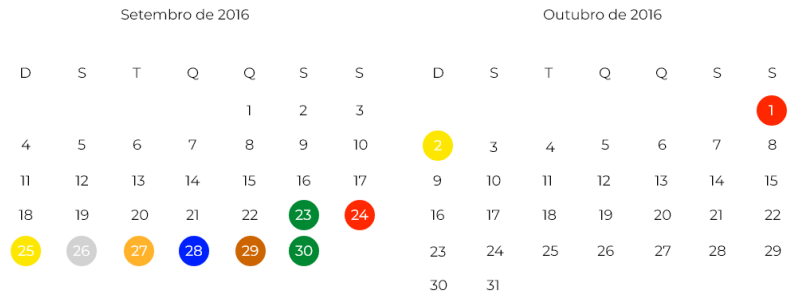 Setembro de 2016
D S T Q Q S S
1 2 3
4 5 6 7 8 9 10
11 12 13 14 15 16 17
18 19 20 21 22 23 24
25 26 27 28 29 30
Outubro de 2016
D S T Q Q S S
1
2 3 4 5 6 7 8
9 10 11 12 13 14 15
16 17 18 19 20 21 22
23 24 25 26 27 28 29
30 31